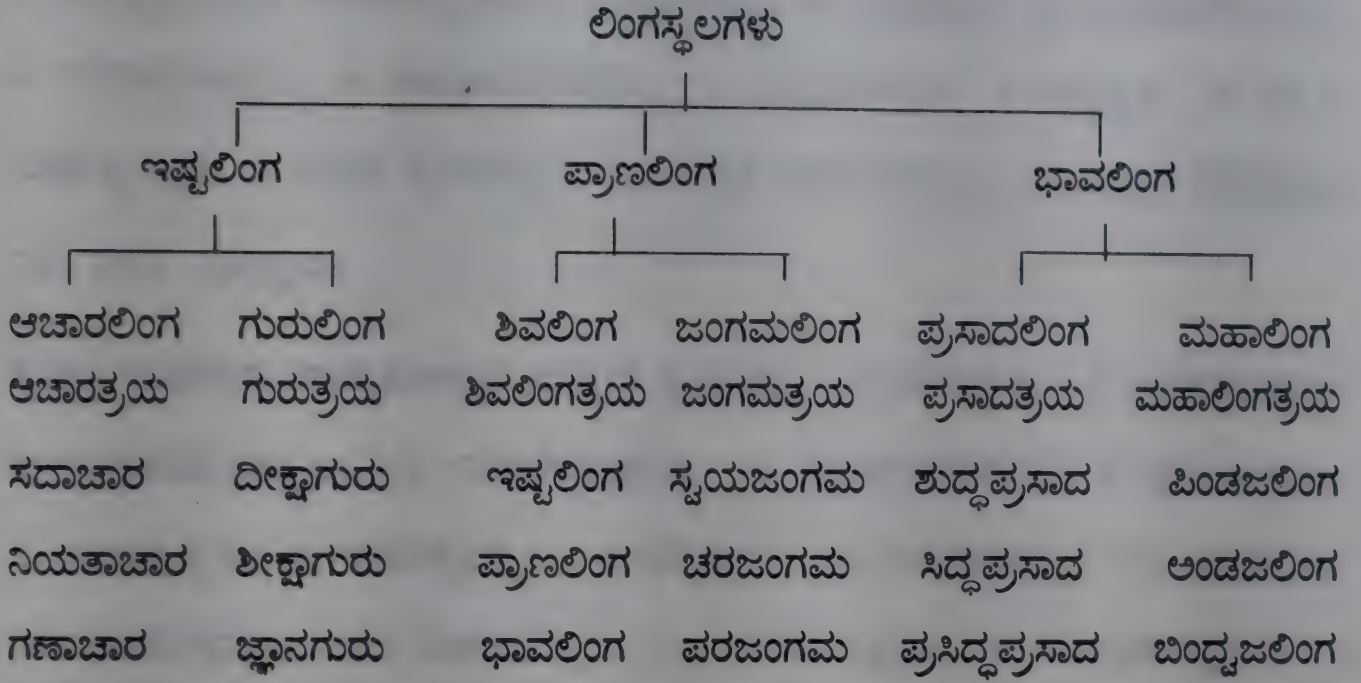 ಲಿಂಗಸ್ಥಲಗಳು
ಇಷ್ಟಲಿಂಗ ಪ್ರಾಣಲಿಂಗ ಭಾವಲಿಂಗ
ಆಚಾರಲಿಂಗ ಗುರುಲಿಂಗ ಶಿವಲಿಂಗ ಜಂಗಮಲಿಂಗ ಪ್ರಸಾದಲಿಂಗ ಮಹಾಲಿಂಗ
ಆಚಾರತ್ರಯ ಗುರುತ್ರಯ ಶಿವಲಿಂಗತ್ರಯ ಜಂಗಮತ್ರಯ ಪ್ರಸಾದತ್ರಯ ಮಹಾಲಿಂಗತ್ರಯ
ಸದಾಚಾರ ದೀಕ್ಷಾಗುರು ಇಷ್ಟಲಿಂಗ ಸ್ವಯಜಂಗಮ ಶುದ್ಧಪ್ರಸಾದ ಪಿಂಡಜಲಿಂಗ
ನಿಯತಾಚಾರ ಶೀಕ್ಷಾಗುರು ಪ್ರಾಣಲಿಂಗ ಚರಜಂಗಮ ಸಿದ್ಧಪ್ರಸಾದ ಅಂಡಜಲಿಂಗ
ಗಣಾಚಾರ ಜ್ಞಾನಗುರು ಭಾವಲಿಂಗ ಪರಜಂಗಮ ಪ್ರಸಿದ್ಧಪ್ರಸಾದ ಬಿಂದ್ವಜಲಿಂಗ